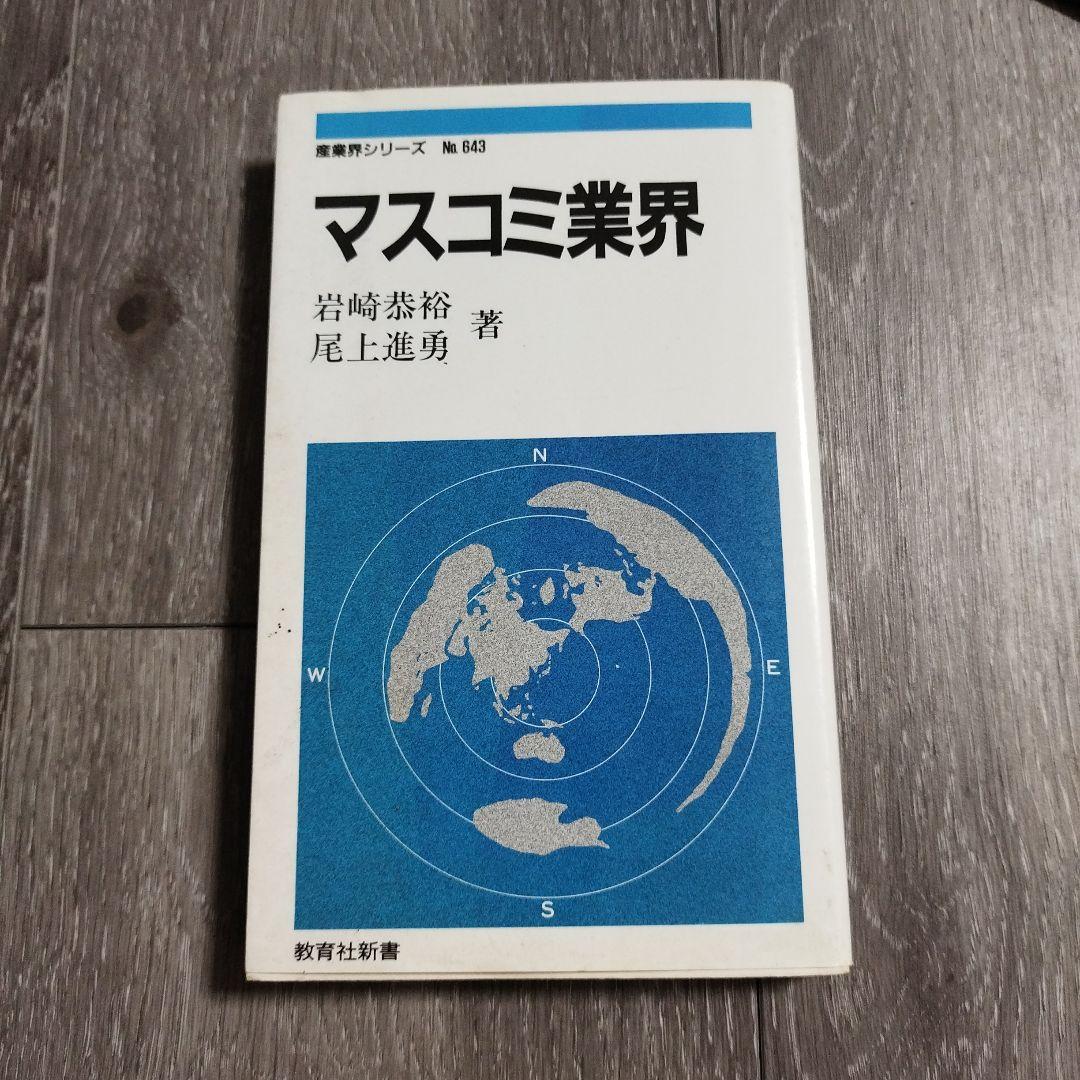 産業界シリーズ No. 643
マスコミ業界
岩崎恭裕
尾上進勇
著
N
W
E
S
教育社新書